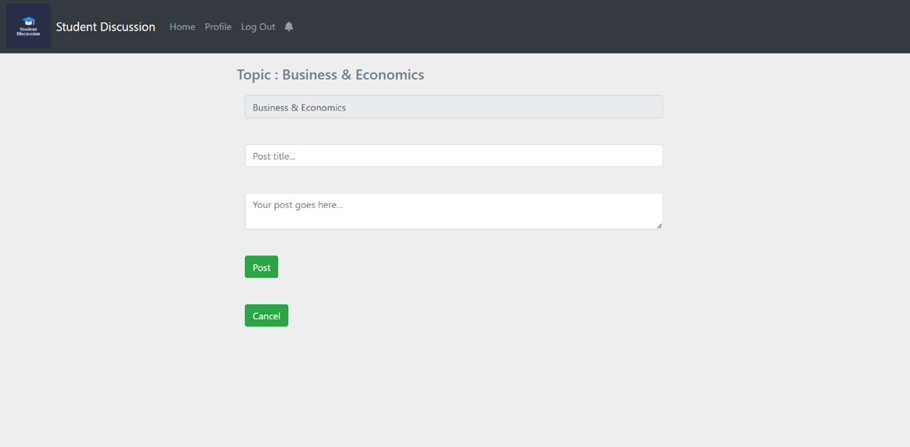 Student
Discussion
Student Discussion Home Profile Log Out
Topic : Business & Economics
Business & Economics
Post title...
Your post goes here...
Post
Cancel